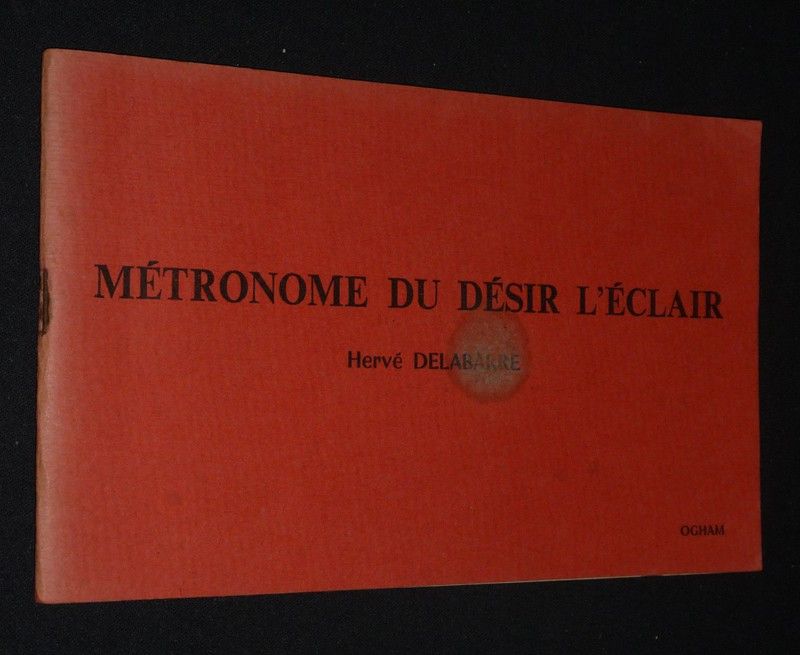 MÉTRONOME DU DÉSIR L'ÉCLAIR
Hervé DELABARRE
OGHAM